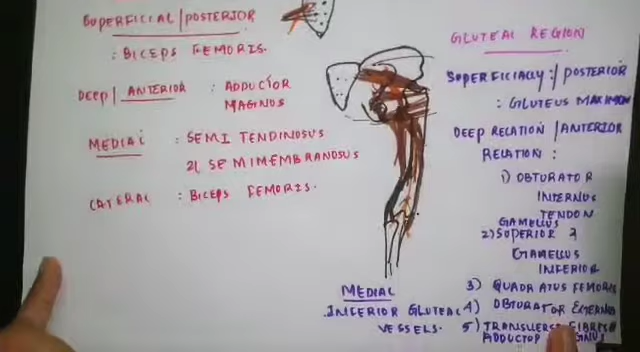 SUPERFICIAL/POSTERIOR
: BICEPS FEMORIS.
DEEP/ANTERIOR : ADDUCTOR
MAGNUS
MEDIAL : SEMI TENDINOSUS
2( SEMIMEMBRANOSUS
LATERAL : BICEPS FEMORIS.
GLUTEAL REGION
SUPERFICIALLY:/POSTERIOR
: GLUTEUS MAXIMUS
DEEP RELATION/ANTERIOR
RELATION :
1) OBTURATOR
INTERNUS
TENDON
GAMELLUS
2) SUPERIOR &
GAMELLUS
INFERIOR
3) QUADRATUS FEMORIS
4) OBTURATOR EXTERNUS
5) TRANSVERSE FIBRES
ADDUCTOR
MEDIAL
.INFERIOR GLUTEAL
VESSELS.